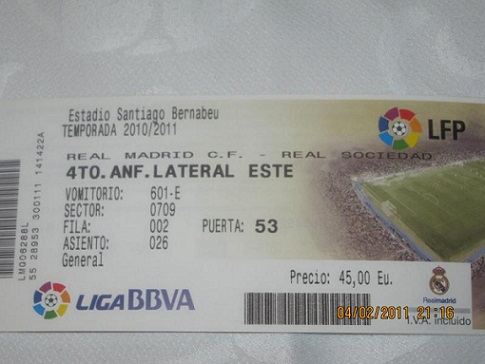 Estadio Santiago Bernabeu
TEMPORADA 2010/2011
LFP
REAL MADRID C.F. - REAL SOCIEDAD
4TO.ANF.LATERAL ESTE
VOMITORIO: 601-E
SECTOR: 0709
FILA: 002 PUERTA: 53
ASIENTO: 026
General
Precio: 45,00 Eu.
Realmadrid
LIGA BBVA
04/02/2011 21:16
I.V.A. incluido
LMG06288L
55 28953 300111 141422A